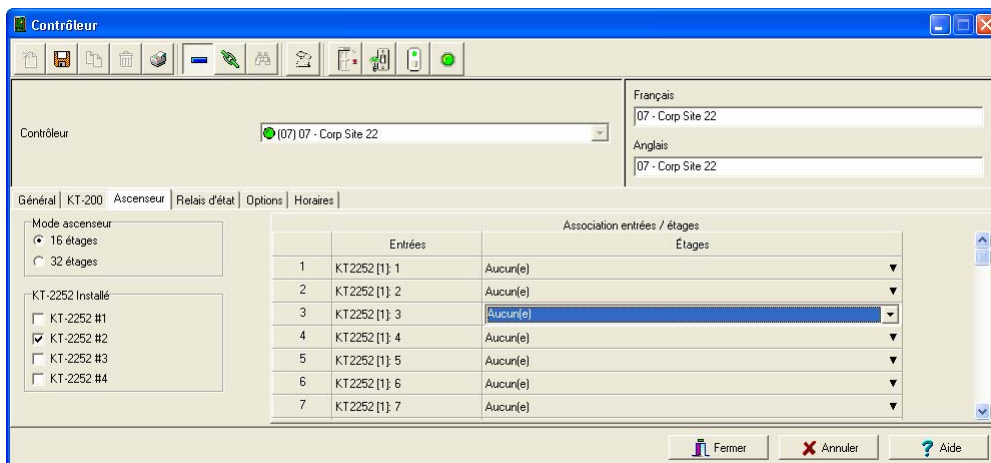 Contrôleur
Français
07 - Corp Site 22
Contrôleur
(07) 07 - Corp Site 22
Anglais
07 - Corp Site 22
Général
KT-200
Ascenseur
Relais d'état
Options
Horaires
Mode ascenseur
16 étages
32 étages
KT-2252 Installé
KT-2252 #1
KT-2252 #2
KT-2252 #3
KT-2252 #4
Association entrées / étages
Entrées Étages
1 KT2252 [1]: 1 Aucun(e)
2 KT2252 [1]: 2 Aucun(e)
3 KT2252 [1]: 3 Aucun(e)
4 KT2252 [1]: 4 Aucun(e)
5 KT2252 [1]: 5 Aucun(e)
6 KT2252 [1]: 6 Aucun(e)
7 KT2252 [1]: 7 Aucun(e)
Fermer
Annuler
? Aide